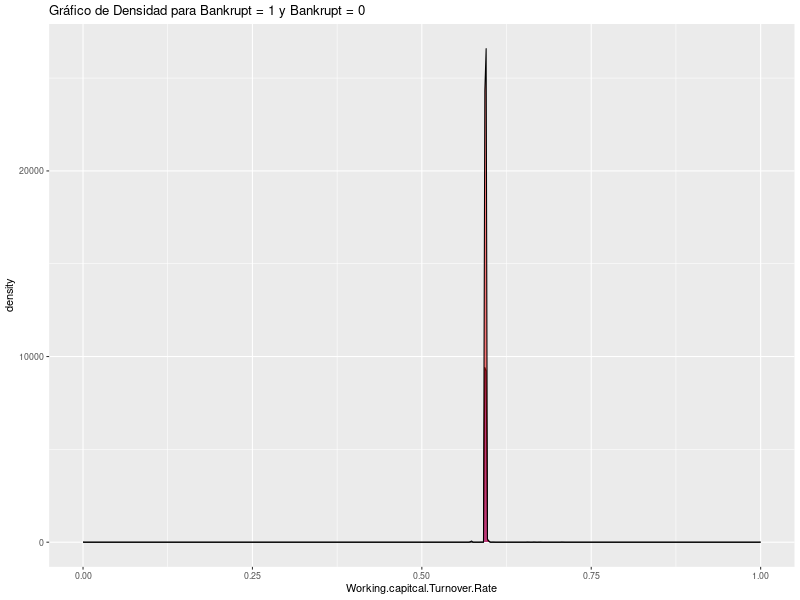 Gráfico de Densidad para Bankrupt = 1 y Bankrupt = 0
density
20000
10000
0
0.00
0.25
0.50
0.75
1.00
Working.capitcal.Turnover.Rate